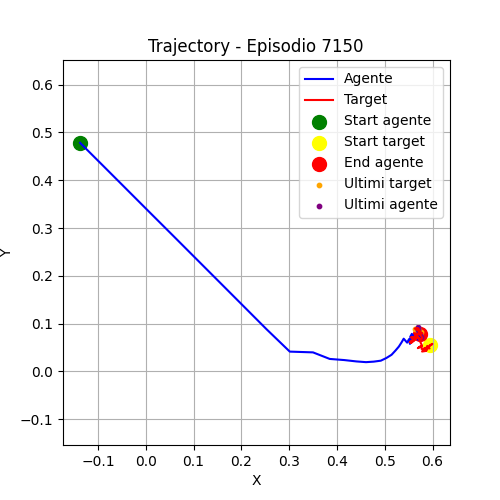 Trajectory - Episodio 7150
Agente
Target
Start agente
Start target
End agente
Ultimi target
Ultimi agente
0.6
0.5
0.4
0.3
0.2
0.1
0.0
−0.1
Y
−0.1
0.0
0.1
0.2
0.3
0.4
0.5
0.6
X